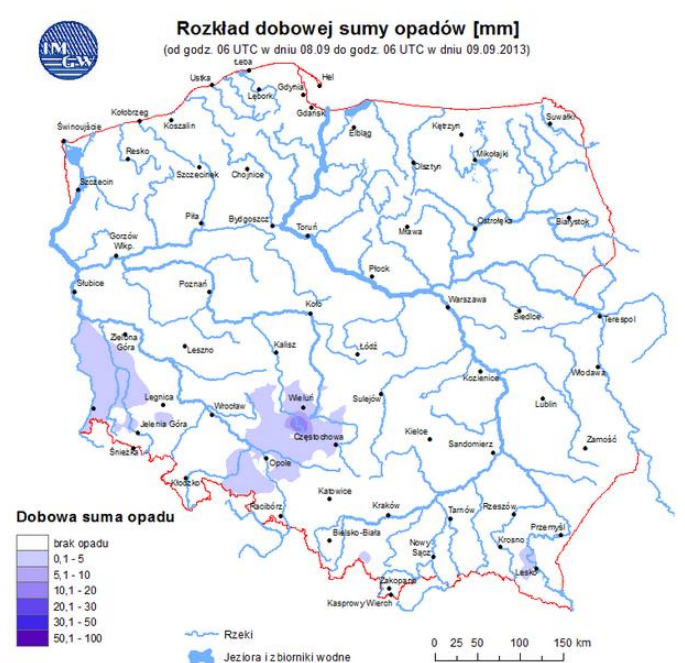 Rozkład dobowej sumy opadów [mm]
(od godz. 06 UTC w dniu 08.09 do godz. 06 UTC w dniu 09.09.2013)
IM
GW
Łeba
Hel
Ustka
Lębork
Gdynia
Gdańsk
Kołobrzeg
Koszalin
Świnoujście
Elbląg
Kętrzyn
Suwałki
Resko
Szczecinek
Chojnice
Olsztyn
Mikołajki
Szczecin
Piła
Bydgoszcz
Toruń
Mława
Ostrołęka
Białystok
Gorzów
Wlkp.
Płock
Słubice
Poznań
Koło
Warszawa
Siedlce
Terespol
Zielona
Góra
Leszno
Kalisz
Łódź
Kozienice
Włodawa
Legnica
Wrocław
Wieluń
Sulejów
Lublin
Jelenia Góra
Częstochowa
Kielce
Sandomierz
Zamość
Śnieżka
Opole
Kłodzko
Katowice
Racibórz
Kraków
Tarnów
Rzeszów
Przemyśl
Bielsko-Biała
Nowy
Sącz
Krosno
Lesko
Zakopane
Kasprowy Wierch
Dobowa suma opadu
brak opadu
0,1 - 5
5,1 - 10
10,1 - 20
20,1 - 30
30,1 - 50
50,1 - 100
Rzeki
Jeziora i zbiorniki wodne
0 25 50 100 150 km